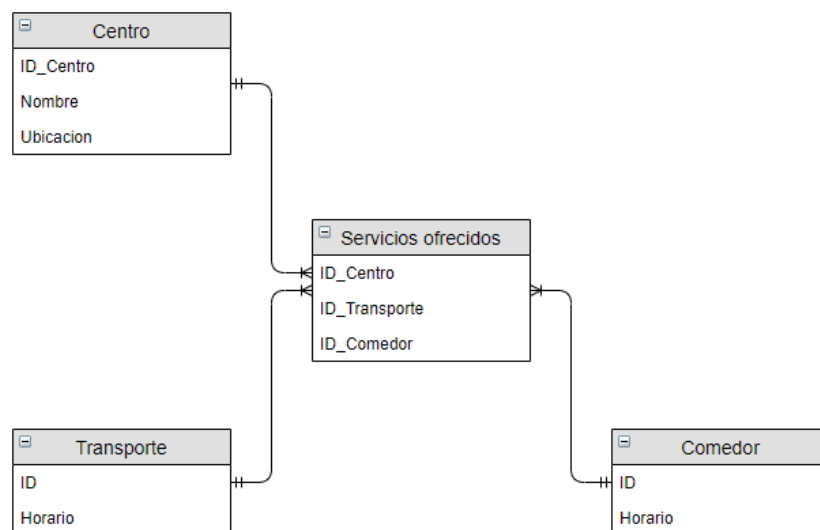 Centro
ID_Centro
Nombre
Ubicacion
Servicios ofrecidos
ID_Centro
ID_Transporte
ID_Comedor
Transporte
ID
Horario
Comedor
ID
Horario